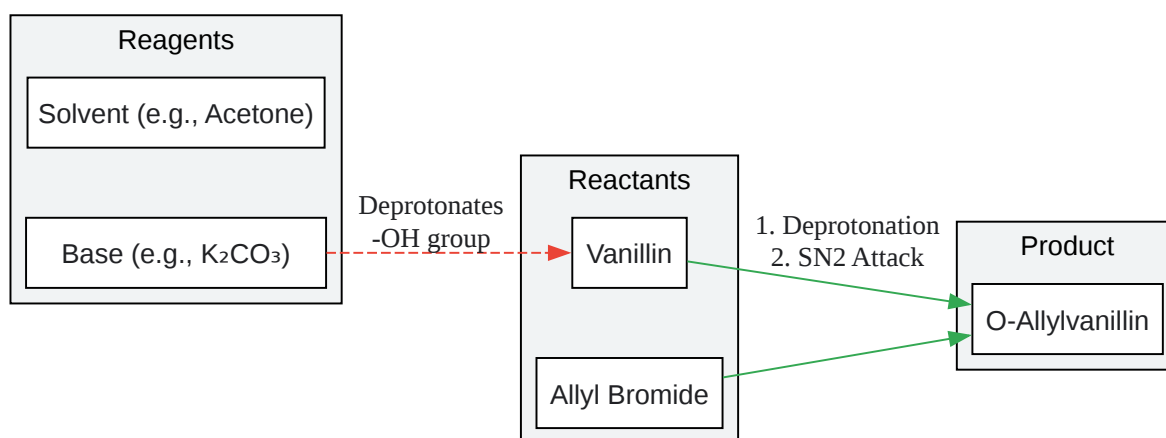 Reagents
Solvent (e.g., Acetone)
Base (e.g., K₂CO₃)
Deprotonates
-OH group
Reactants
Vanillin
Allyl Bromide
1. Deprotonation
2. SN2 Attack
Product
O-Allylvanillin